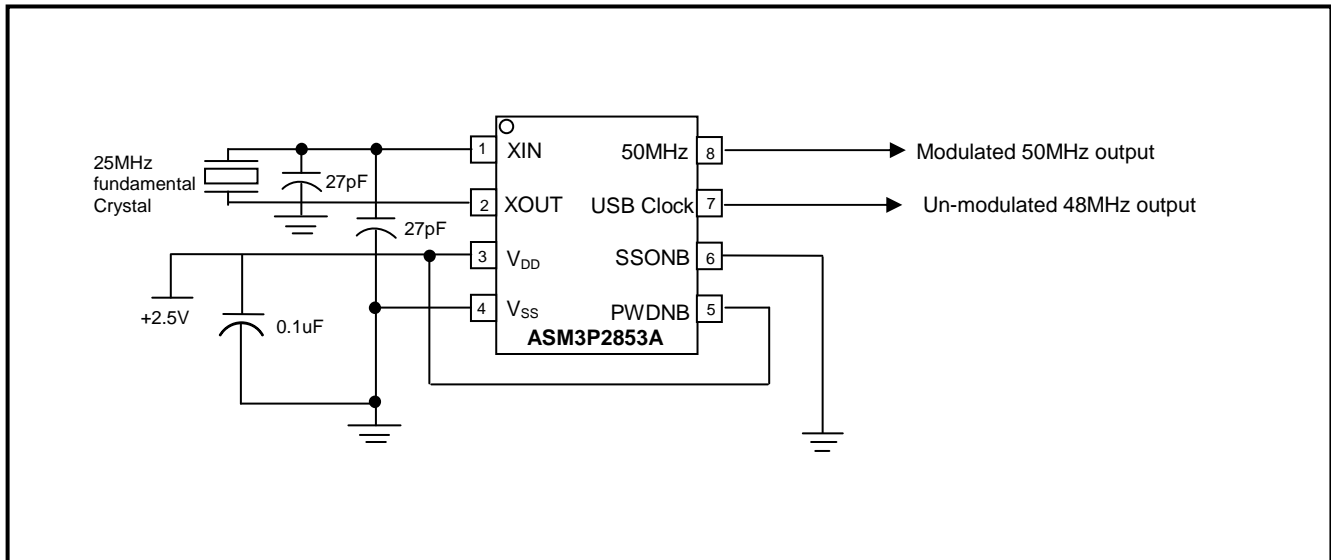 25MHz
fundamental
Crystal
27pF
27pF
+2.5V
0.1uF
1 XIN
2 XOUT
3 VDD
4 VSS
50MHz 8
USB Clock 7
SSONB 6
PWDNB 5
ASM3P2853A
Modulated 50MHz output
Un-modulated 48MHz output